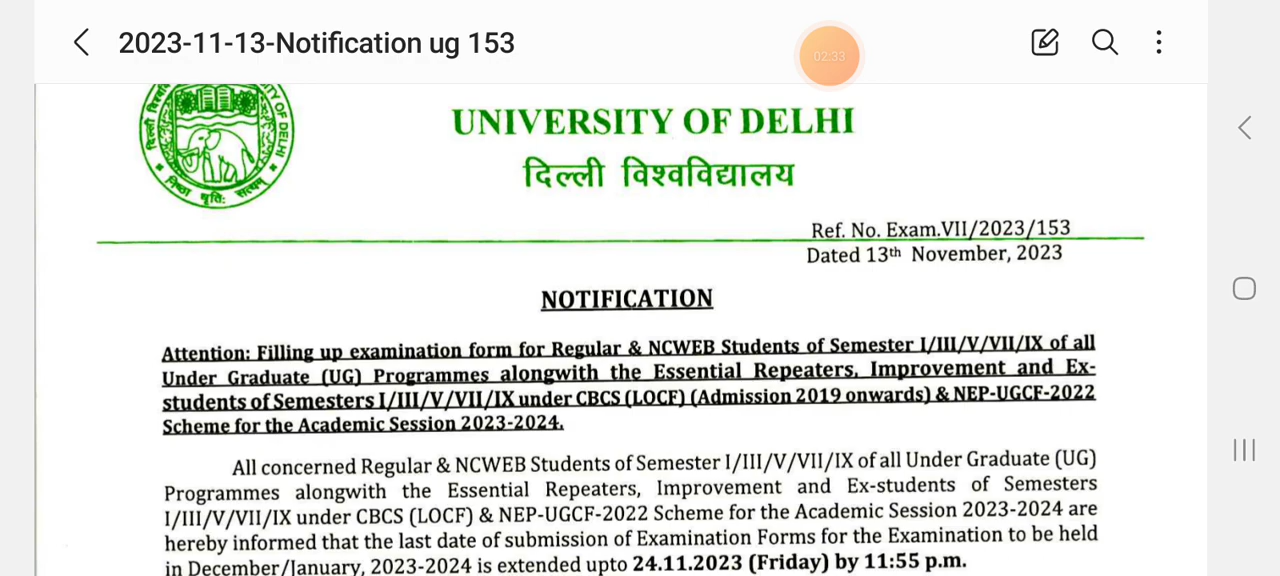 2023-11-13-Notification ug 153
02:33
UNIVERSITY OF DELHI
दिल्ली विश्वविद्यालय
निष्ठा धृति: सत्यम्
Ref. No. Exam.VII/2023/153
Dated 13th November, 2023
NOTIFICATION
Attention: Filling up examination form for Regular & NCWEB Students of Semester I/III/V/VII/IX of all
Under Graduate (UG) Programmes alongwith the Essential Repeaters, Improvement and Ex-
students of Semesters I/III/V/VII/IX under CBCS (LOCF) (Admission 2019 onwards) & NEP-UGCF-2022
Scheme for the Academic Session 2023-2024.
All concerned Regular & NCWEB Students of Semester I/III/V/VII/IX of all Under Graduate (UG)
Programmes alongwith the Essential Repeaters, Improvement and Ex-students of Semesters
I/III/V/VII/IX under CBCS (LOCF) & NEP-UGCF-2022 Scheme for the Academic Session 2023-2024 are
hereby informed that the last date of submission of Examination Forms for the Examination to be held
in December/January, 2023-2024 is extended upto 24.11.2023 (Friday) by 11:55 p.m.